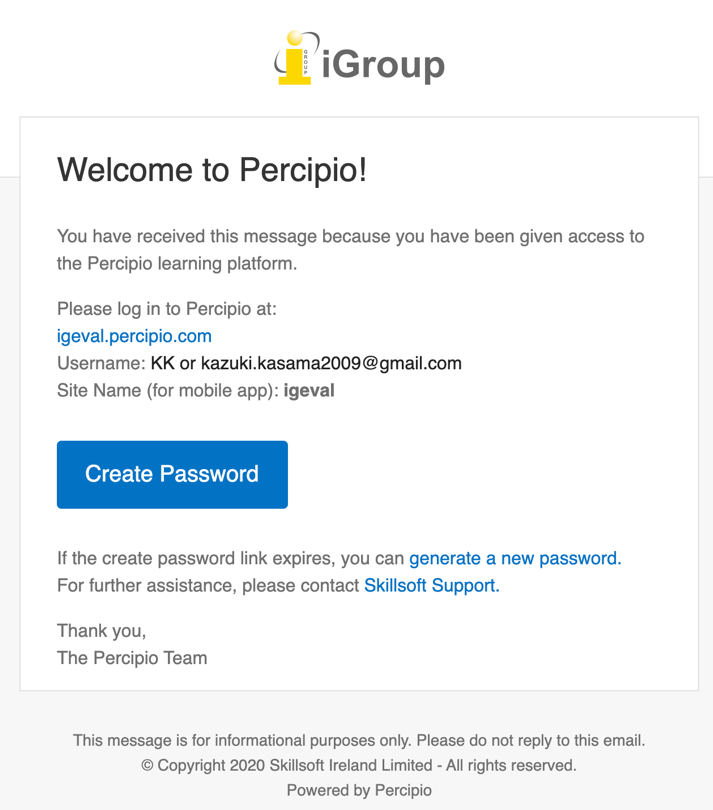 GROUP
iGroup
Welcome to Percipio!
You have received this message because you have been given access to
the Percipio learning platform.
Please log in to Percipio at:
igeval.percipio.com
Username: KK or kazuki.kasama2009@gmail.com
Site Name (for mobile app): igeval
Create Password
If the create password link expires, you can generate a new password.
For further assistance, please contact Skillsoft Support.
Thank you,
The Percipio Team
This message is for informational purposes only. Please do not reply to this email.
© Copyright 2020 Skillsoft Ireland Limited - All rights reserved.
Powered by Percipio